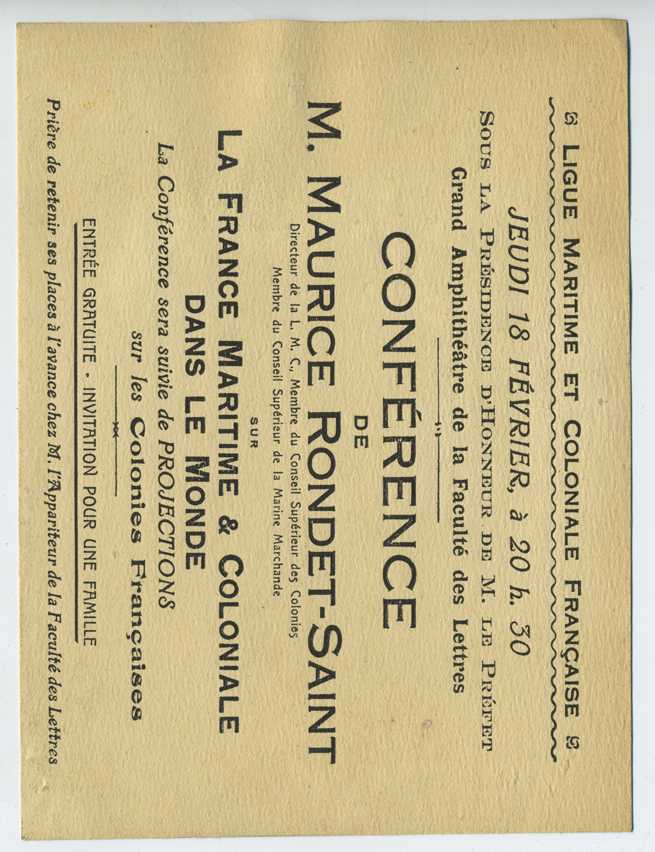 Ligue Maritime et Coloniale Française
JEUDI 18 FÉVRIER, à 20 h. 30
Sous la Présidence d'Honneur de M. le Préfet
Grand Amphithéâtre de la Faculté des Lettres
CONFÉRENCE
DE
M. Maurice Rondet-Saint
Directeur de la L. M. C., Membre du Conseil Supérieur des Colonies
Membre du Conseil Supérieur de la Marine Marchande
SUR
La France Maritime & Coloniale
dans le Monde
La Conférence sera suivie de PROJECTIONS
sur les Colonies Françaises
ENTRÉE GRATUITE - INVITATION POUR UNE FAMILLE
Prière de retenir ses places à l'avance chez M. l'Appariteur de la Faculté des Lettres